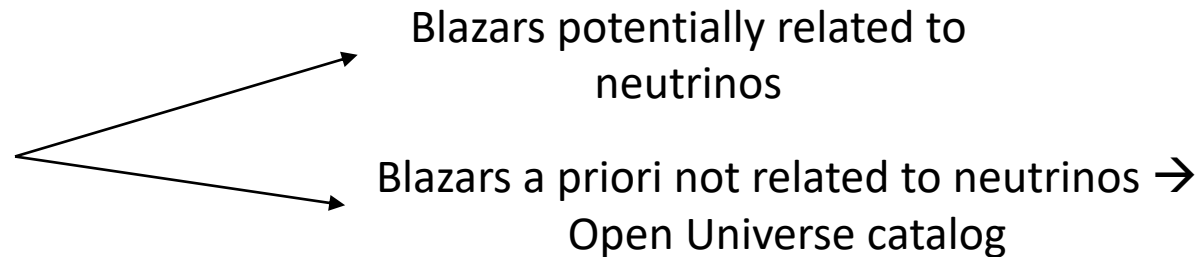 Blazars potentially related to
neutrinos
Blazars a priori not related to neutrinos →
Open Universe catalog